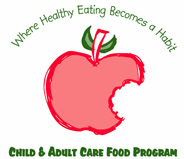 Where Healthy Eating Becomes a Habit
CHILD & ADULT CARE FOOD PROGRAM